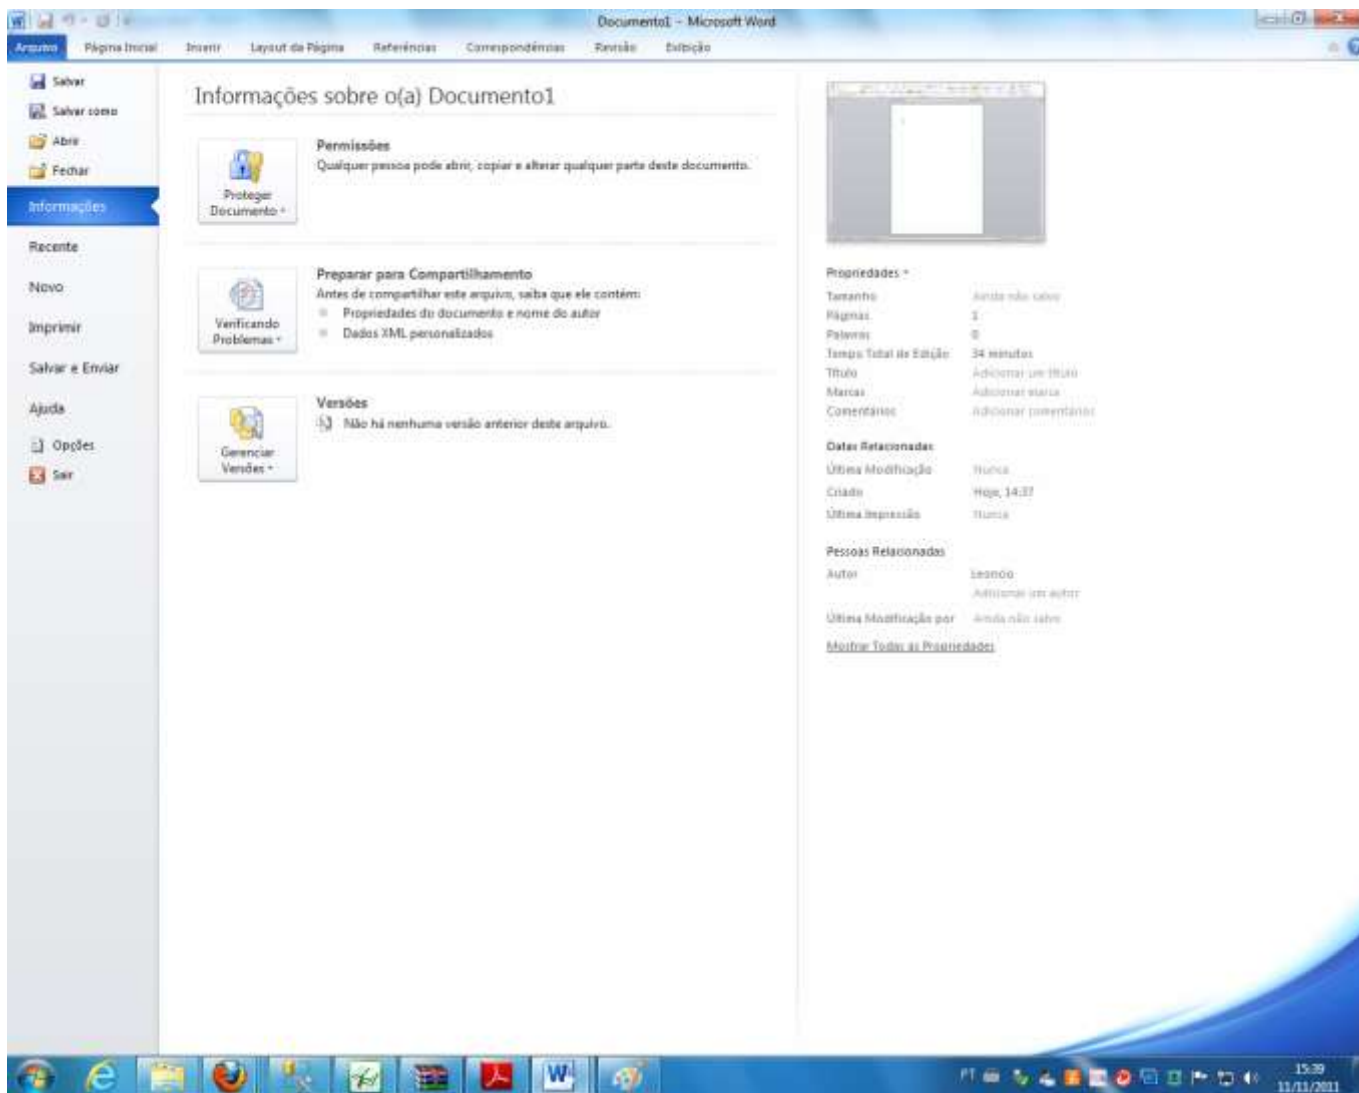 Documento1 - Microsoft Word
Arquivo Página Inicial Inserir Layout da Página Referências Correspondências Revisão Exibição
Salvar
Salvar como
Abrir
Fechar
Informações
Recente
Novo
Imprimir
Salvar e Enviar
Ajuda
Opções
Sair
Informações sobre o(a) Documento1
Proteger
Documento
Permissões
Qualquer pessoa pode abrir, copiar e alterar qualquer parte deste documento.
Verificando
Problemas
Preparar para Compartilhamento
Antes de compartilhar este arquivo, saiba que ele contém:
Propriedades do documento e nome do autor
Dados XML personalizados
Gerenciar
Versões
Versões
Não há nenhuma versão anterior deste arquivo.
Propriedades
Tamanho Ainda não salvo
Páginas 1
Palavras 0
Tempo Total de Edição 34 minutos
Título Adicionar um título
Marcas Adicionar marca
Comentários Adicionar comentários
Datas Relacionadas
Última Modificação Nunca
Criado Hoje, 14:37
Última Impressão Nunca
Pessoas Relacionadas
Autor Leoncio
Adicionar um autor
Última Modificação por Ainda não salvo
Mostrar Todas as Propriedades
PT 15:39
11/11/2011